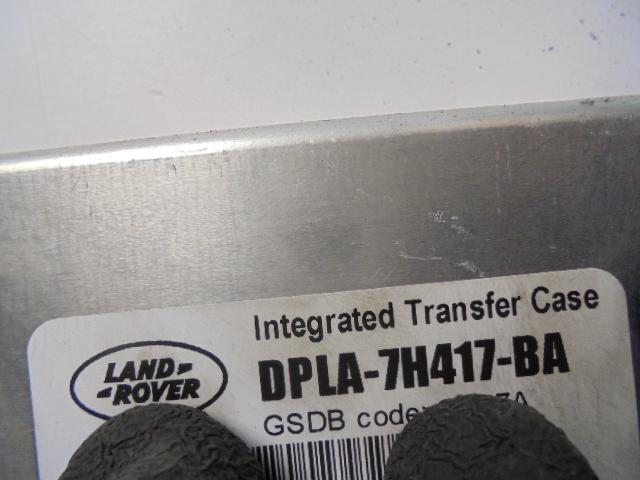 Integrated Transfer Case
LAND
ROVER
DPLA-7H417-BA
GSDB code